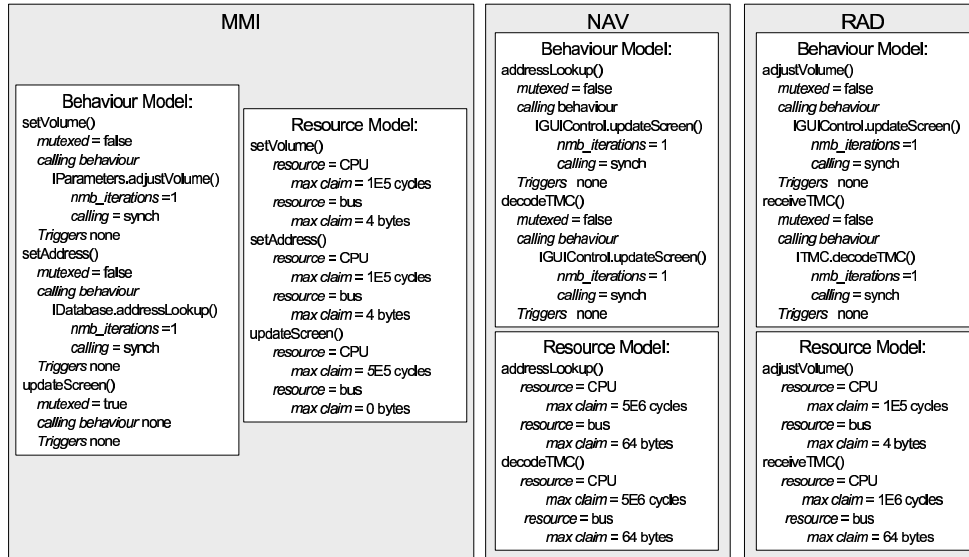 MMI
Behaviour Model:
setVolume()
mutexed = false
calling behaviour
IParameters.adjustVolume()
nmb_iterations =1
calling = synch
Triggers none
setAddress()
mutexed = false
calling behaviour
IDatabase.addressLookup()
nmb_iterations =1
calling = synch
Triggers none
updateScreen()
mutexed = true
calling behaviour none
Triggers none
Resource Model:
setVolume()
resource = CPU
max claim = 1E5 cycles
resource = bus
max claim = 4 bytes
setAddress()
resource = CPU
max claim = 1E5 cycles
resource = bus
max claim = 4 bytes
updateScreen()
resource = CPU
max claim = 5E5 cycles
resource = bus
max claim = 0 bytes
NAV
Behaviour Model:
addressLookup()
mutexed = false
calling behaviour
IGUIControl.updateScreen()
nmb_iterations = 1
calling = synch
Triggers none
decodeTMC()
mutexed = false
calling behaviour
IGUIControl.updateScreen()
nmb_iterations = 1
calling = synch
Triggers none
Resource Model:
addressLookup()
resource = CPU
max claim = 5E6 cycles
resource = bus
max claim = 64 bytes
decodeTMC()
resource = CPU
max claim = 5E6 cycles
resource = bus
max claim = 64 bytes
RAD
Behaviour Model:
adjustVolume()
mutexed = false
calling behaviour
IGUIControl.updateScreen()
nmb_iterations =1
calling = synch
Triggers none
receiveTMC()
mutexed = false
calling behaviour
ITMC.decodeTMC()
nmb_iterations =1
calling = synch
Triggers none
Resource Model:
adjustVolume()
resource = CPU
max claim = 1E5 cycles
resource = bus
max claim = 4 bytes
receiveTMC()
resource = CPU
max claim = 1E6 cycles
resource = bus
max claim = 64 bytes